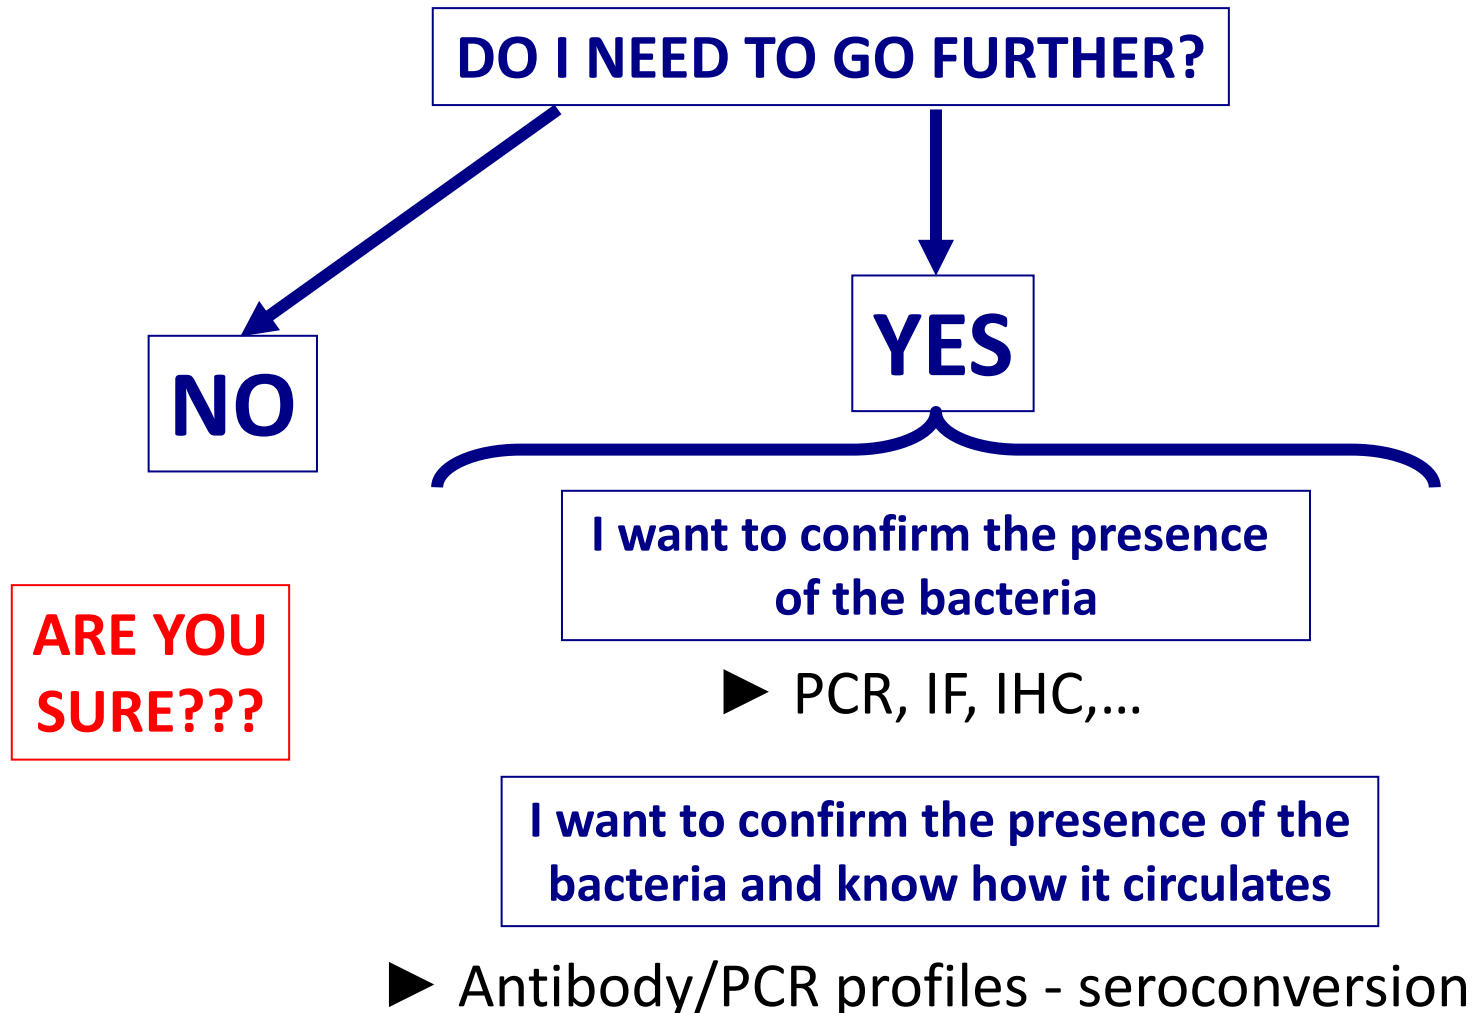 DO I NEED TO GO FURTHER?
NO
YES
I want to confirm the presence
of the bacteria
ARE YOU
SURE???
► PCR, IF, IHC,...
I want to confirm the presence of the
bacteria and know how it circulates
► Antibody/PCR profiles - seroconversion